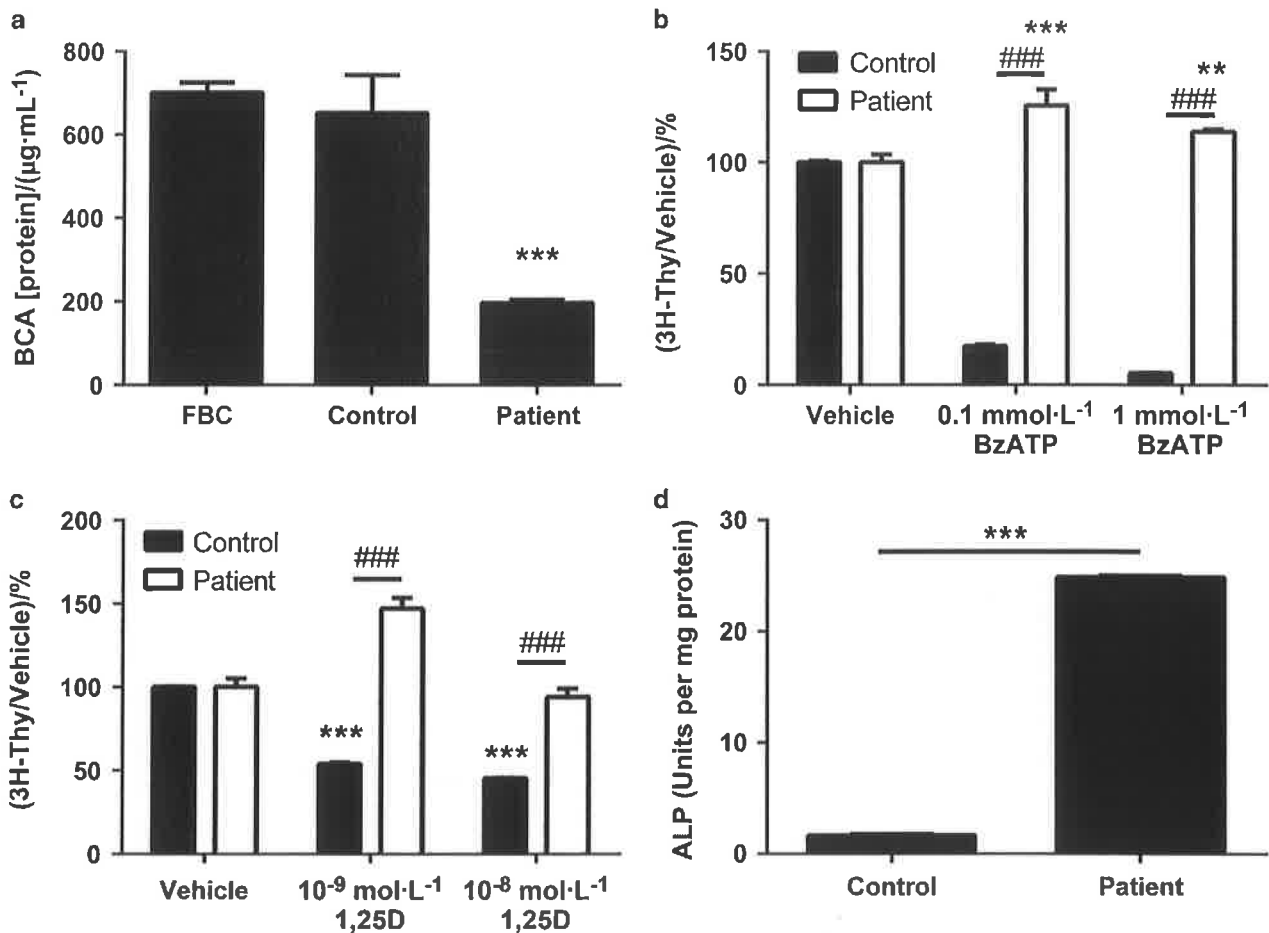 a
BCA [protein]/(µg·mL⁻¹)
800
600
400
200
0
***
FBC
Control
Patient
b
(3H-Thy/Vehicle)/%
150
100
50
0
Control
Patient
***
###
**
###
Vehicle
0.1 mmol·L⁻¹
BzATP
1 mmol·L⁻¹
BzATP
c
(3H-Thy/Vehicle)/%
200
150
100
50
0
Control
Patient
###
***
###
***
Vehicle
10⁻⁹ mol·L⁻¹
1,25D
10⁻⁸ mol·L⁻¹
1,25D
d
ALP (Units per mg protein)
30
20
10
0
***
Control
Patient